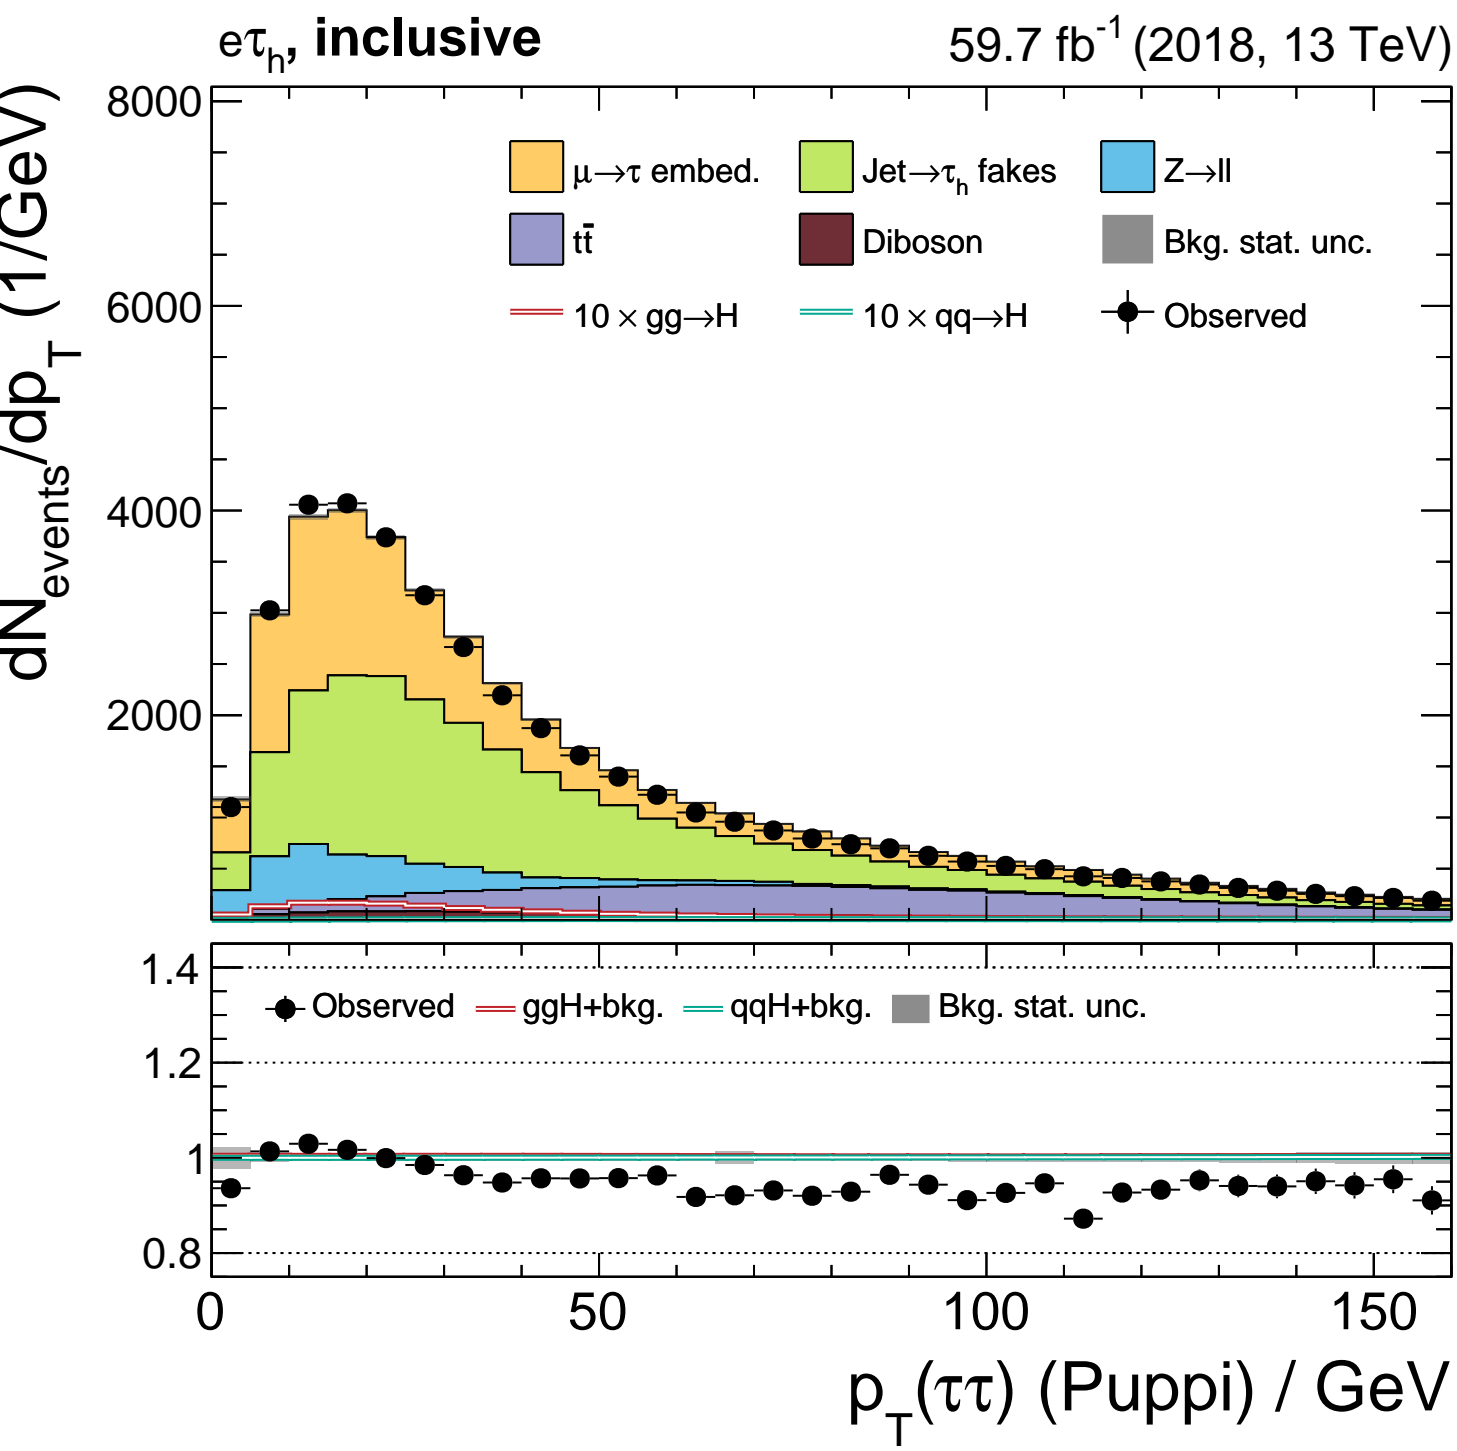 eτh, inclusive 59.7 fb-1 (2018, 13 TeV)
dNevents/dpT (1/GeV)
8000
6000
4000
2000
μ→τ embed. Jet→τh fakes Z→ll
tt̄ Diboson Bkg. stat. unc.
10 × gg→H 10 × qq→H Observed
1.4
1.2
1
0.8
Observed ggH+bkg. qqH+bkg. Bkg. stat. unc.
0 50 100 150
pT(ττ) (Puppi) / GeV